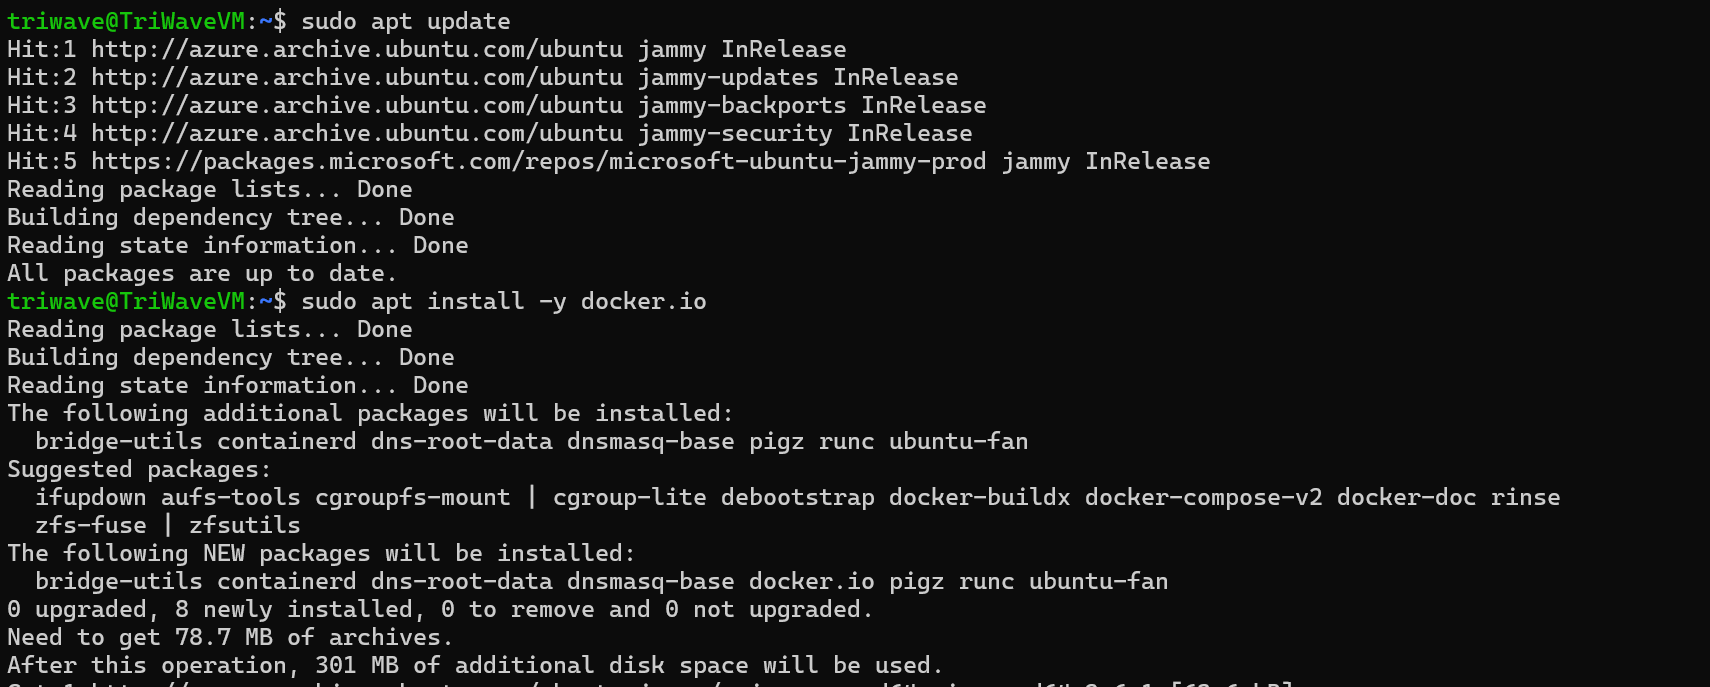 triwave@TriWaveVM:~$ sudo apt update
Hit:1 http://azure.archive.ubuntu.com/ubuntu jammy InRelease
Hit:2 http://azure.archive.ubuntu.com/ubuntu jammy-updates InRelease
Hit:3 http://azure.archive.ubuntu.com/ubuntu jammy-backports InRelease
Hit:4 http://azure.archive.ubuntu.com/ubuntu jammy-security InRelease
Hit:5 https://packages.microsoft.com/repos/microsoft-ubuntu-jammy-prod jammy InRelease
Reading package lists... Done
Building dependency tree... Done
Reading state information... Done
All packages are up to date.
triwave@TriWaveVM:~$ sudo apt install -y docker.io
Reading package lists... Done
Building dependency tree... Done
Reading state information... Done
The following additional packages will be installed:
  bridge-utils containerd dns-root-data dnsmasq-base pigz runc ubuntu-fan
Suggested packages:
  ifupdown aufs-tools cgroupfs-mount | cgroup-lite debootstrap docker-buildx docker-compose-v2 docker-doc rinse
  zfs-fuse | zfsutils
The following NEW packages will be installed:
  bridge-utils containerd dns-root-data dnsmasq-base docker.io pigz runc ubuntu-fan
0 upgraded, 8 newly installed, 0 to remove and 0 not upgraded.
Need to get 78.7 MB of archives.
After this operation, 301 MB of additional disk space will be used.